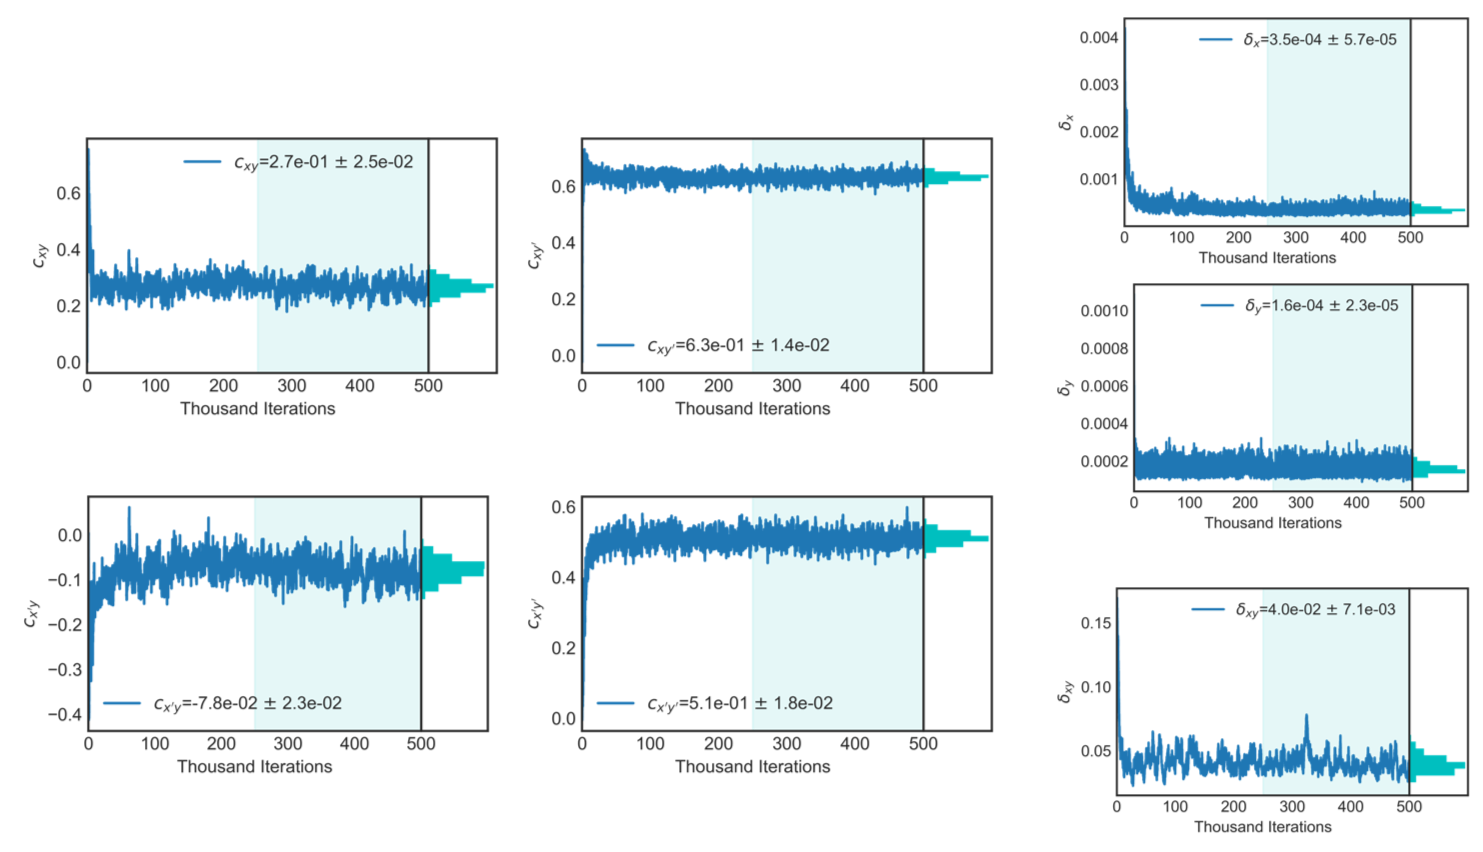 c_xy=2.7e-01 ± 2.5e-02
c_xy
0.6
0.4
0.2
0.0
0 100 200 300 400 500
Thousand Iterations
c_xy'
0.6
0.4
0.2
0.0
c_xy'=6.3e-01 ± 1.4e-02
0 100 200 300 400 500
Thousand Iterations
δ_x=3.5e-04 ± 5.7e-05
δ_x
0.004
0.003
0.002
0.001
0 100 200 300 400 500
Thousand Iterations
δ_y=1.6e-04 ± 2.3e-05
δ_y
0.0010
0.0008
0.0006
0.0004
0.0002
0 100 200 300 400 500
Thousand Iterations
c_x'y
0.0
−0.1
−0.2
−0.3
−0.4
c_x'y=-7.8e-02 ± 2.3e-02
0 100 200 300 400 500
Thousand Iterations
c_x'y'
0.6
0.4
0.2
0.0
c_x'y'=5.1e-01 ± 1.8e-02
0 100 200 300 400 500
Thousand Iterations
δ_xy=4.0e-02 ± 7.1e-03
δ_xy
0.15
0.10
0.05
0 100 200 300 400 500
Thousand Iterations